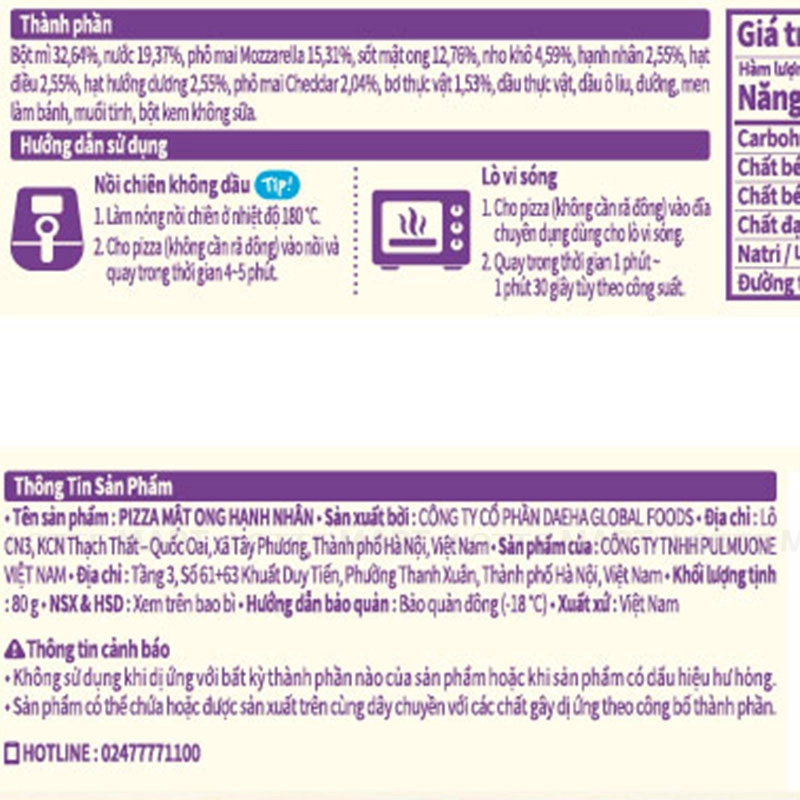 Thành phần
Bột mì 32,64%, nước 19,37%, phô mai Mozzarella 15,31%, sốt mật ong 12,76%, nho khô 4,59%, hạnh nhân 2,55%, hạt
điều 2,55%, hạt hướng dương 2,55%, phô mai Cheddar 2,04%, bơ thực vật 1,53%, dầu thực vật, dầu ô liu, đường, men
làm bánh, muối tinh, bột kem không sữa.
Hướng dẫn sử dụng
Nồi chiên không dầu Tip!
1. Làm nóng nồi chiên ở nhiệt độ 180 °C.
2. Cho pizza (không cần rã đông) vào nồi và
quay trong thời gian 4~5 phút.
Lò vi sóng
1. Cho pizza (không cần rã đông) vào đĩa
chuyên dụng dùng cho lò vi sóng.
2. Quay trong thời gian 1 phút ~
1 phút 30 giây tùy theo công suất.
Giá tr
Hàm lượn
Năng
Carboh
Chất bé
Chất bé
Chất đạ
Natri /
Đường t
Thông Tin Sản Phẩm
• Tên sản phẩm : PIZZA MẬT ONG HẠNH NHÂN • Sản xuất bởi : CÔNG TY CỔ PHẦN DAEHA GLOBAL FOODS • Địa chỉ : Lô
CN3, KCN Thạch Thất – Quốc Oai, Xã Tây Phương, Thành phố Hà Nội, Việt Nam • Sản phẩm của : CÔNG TY TNHH PULMUONE
VIỆT NAM • Địa chỉ : Tầng 3, Số 61+63 Khuất Duy Tiến, Phường Thanh Xuân, Thành phố Hà Nội, Việt Nam • Khối lượng tịnh
: 80 g • NSX & HSD : Xem trên bao bì • Hướng dẫn bảo quản : Bảo quản đông (-18 °C) • Xuất xứ : Việt Nam
Thông tin cảnh báo
• Không sử dụng khi dị ứng với bất kỳ thành phần nào của sản phẩm hoặc khi sản phẩm có dấu hiệu hư hỏng.
• Sản phẩm có thể chứa hoặc được sản xuất trên cùng dây chuyền với các chất gây dị ứng theo công bố thành phần.
HOTLINE : 02477771100